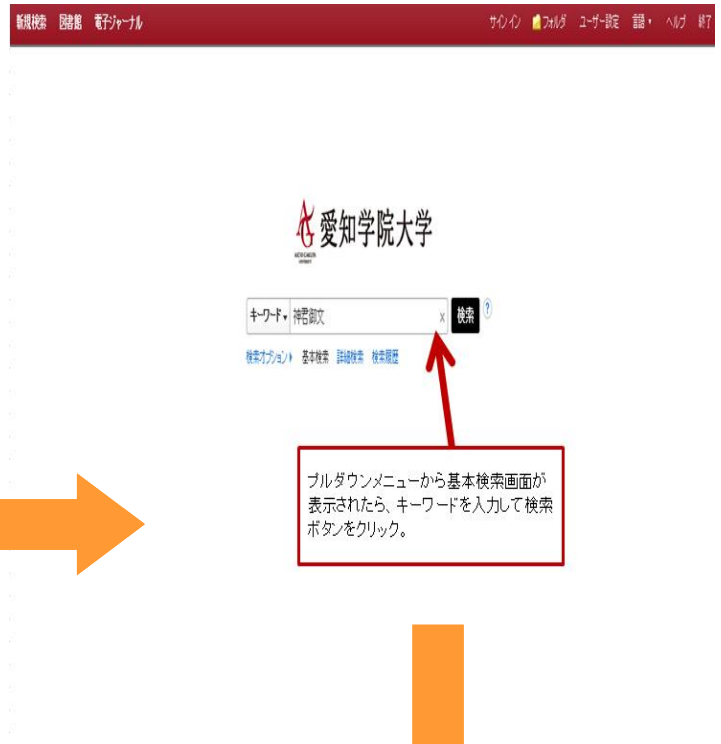 新規検索 図書館 電子ジャーナル サインイン フォルダ ユーザー設定 言語 ヘルプ 終了
愛知学院大学
AICHI GAKUIN
UNIVERSITY
キーワード 神君御文 x 検索 ?
検索オプション 基本検索 詳細検索 検索履歴
プルダウンメニューから基本検索画面が
表示されたら、キーワードを入力して検索
ボタンをクリック。